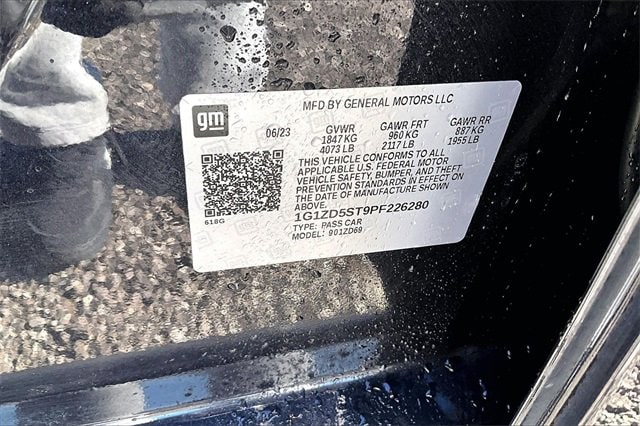 MFD BY GENERAL MOTORS LLC
gm
06/23 GVWR GAWR FRT GAWR RR
1847 KG 960 KG 887 KG
4073 LB 2117 LB 1955 LB
THIS VEHICLE CONFORMS TO ALL
APPLICABLE U.S. FEDERAL MOTOR
VEHICLE SAFETY, BUMPER, AND THEFT
PREVENTION STANDARDS IN EFFECT ON
THE DATE OF MANUFACTURE SHOWN
ABOVE.
1G1ZD5ST9PF226280
618G
TYPE: PASS CAR
MODEL: 901ZD69